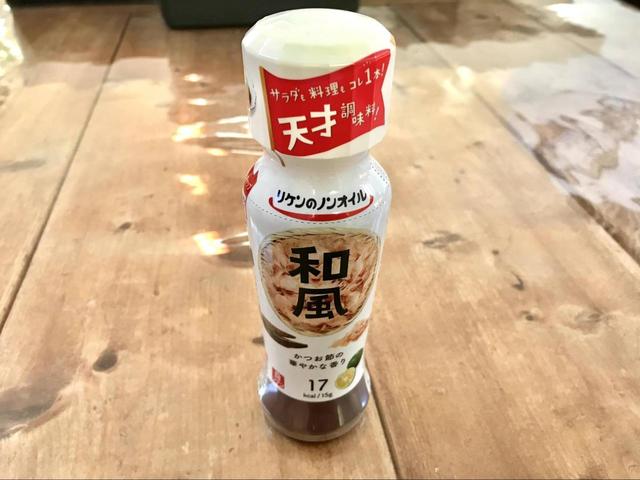 サラダも料理もコレ1本!
天才調味料!
リケンのノンオイル
和風
かつお節の
華やかな香り
17
kcal/15g